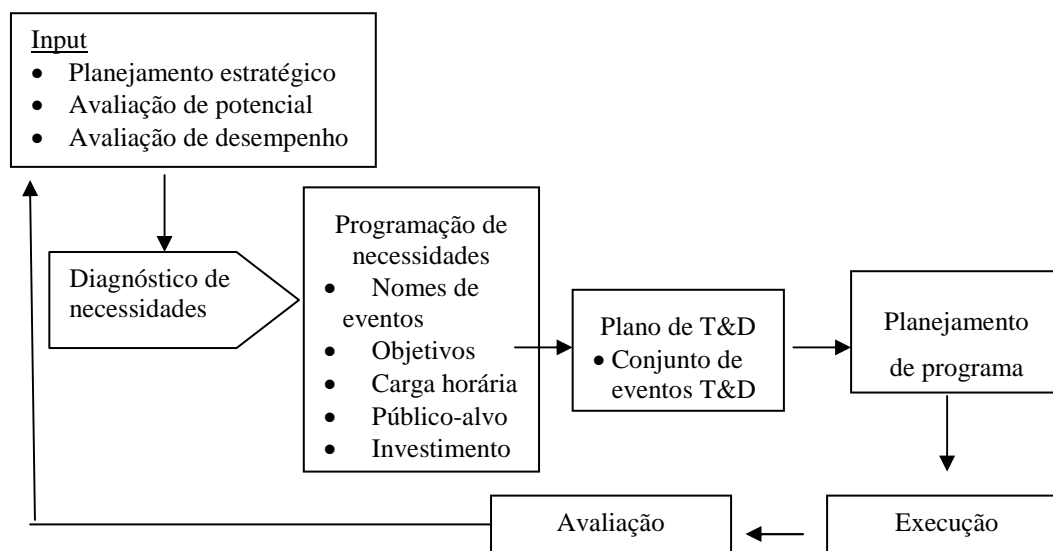 Input
• Planejamento estratégico
• Avaliação de potencial
• Avaliação de desempenho
Diagnóstico de
necessidades
Programação de
necessidades
• Nomes de
eventos
• Objetivos
• Carga horária
• Público-alvo
• Investimento
Plano de T&D
• Conjunto de
eventos T&D
Planejamento
de programa
Avaliação
Execução